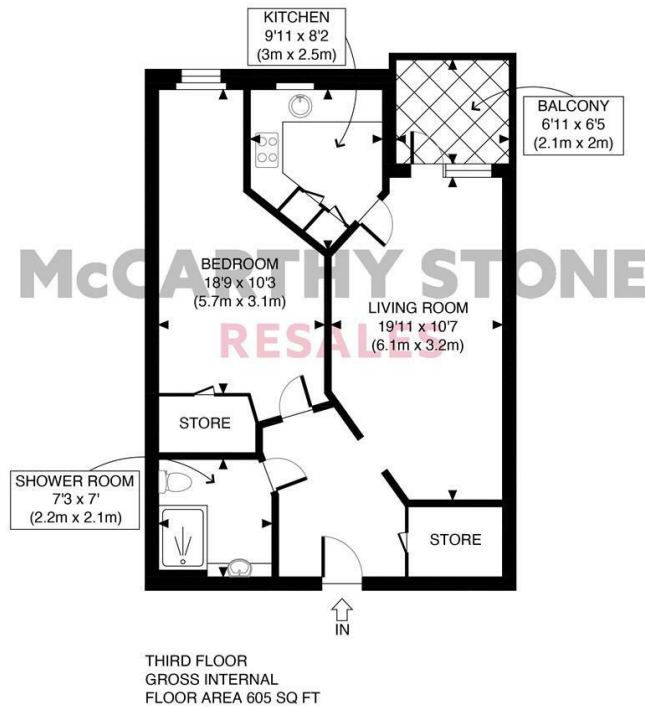 KITCHEN
9'11 x 8'2
(3m x 2.5m)
BALCONY
6'11 x 6'5
(2.1m x 2m)
McCARTHY STONE
RESALES
BEDROOM
18'9 x 10'3
(5.7m x 3.1m)
LIVING ROOM
19'11 x 10'7
(6.1m x 3.2m)
STORE
SHOWER ROOM
7'3 x 7'
(2.2m x 2.1m)
STORE
IN
THIRD FLOOR
GROSS INTERNAL
FLOOR AREA 605 SQ FT